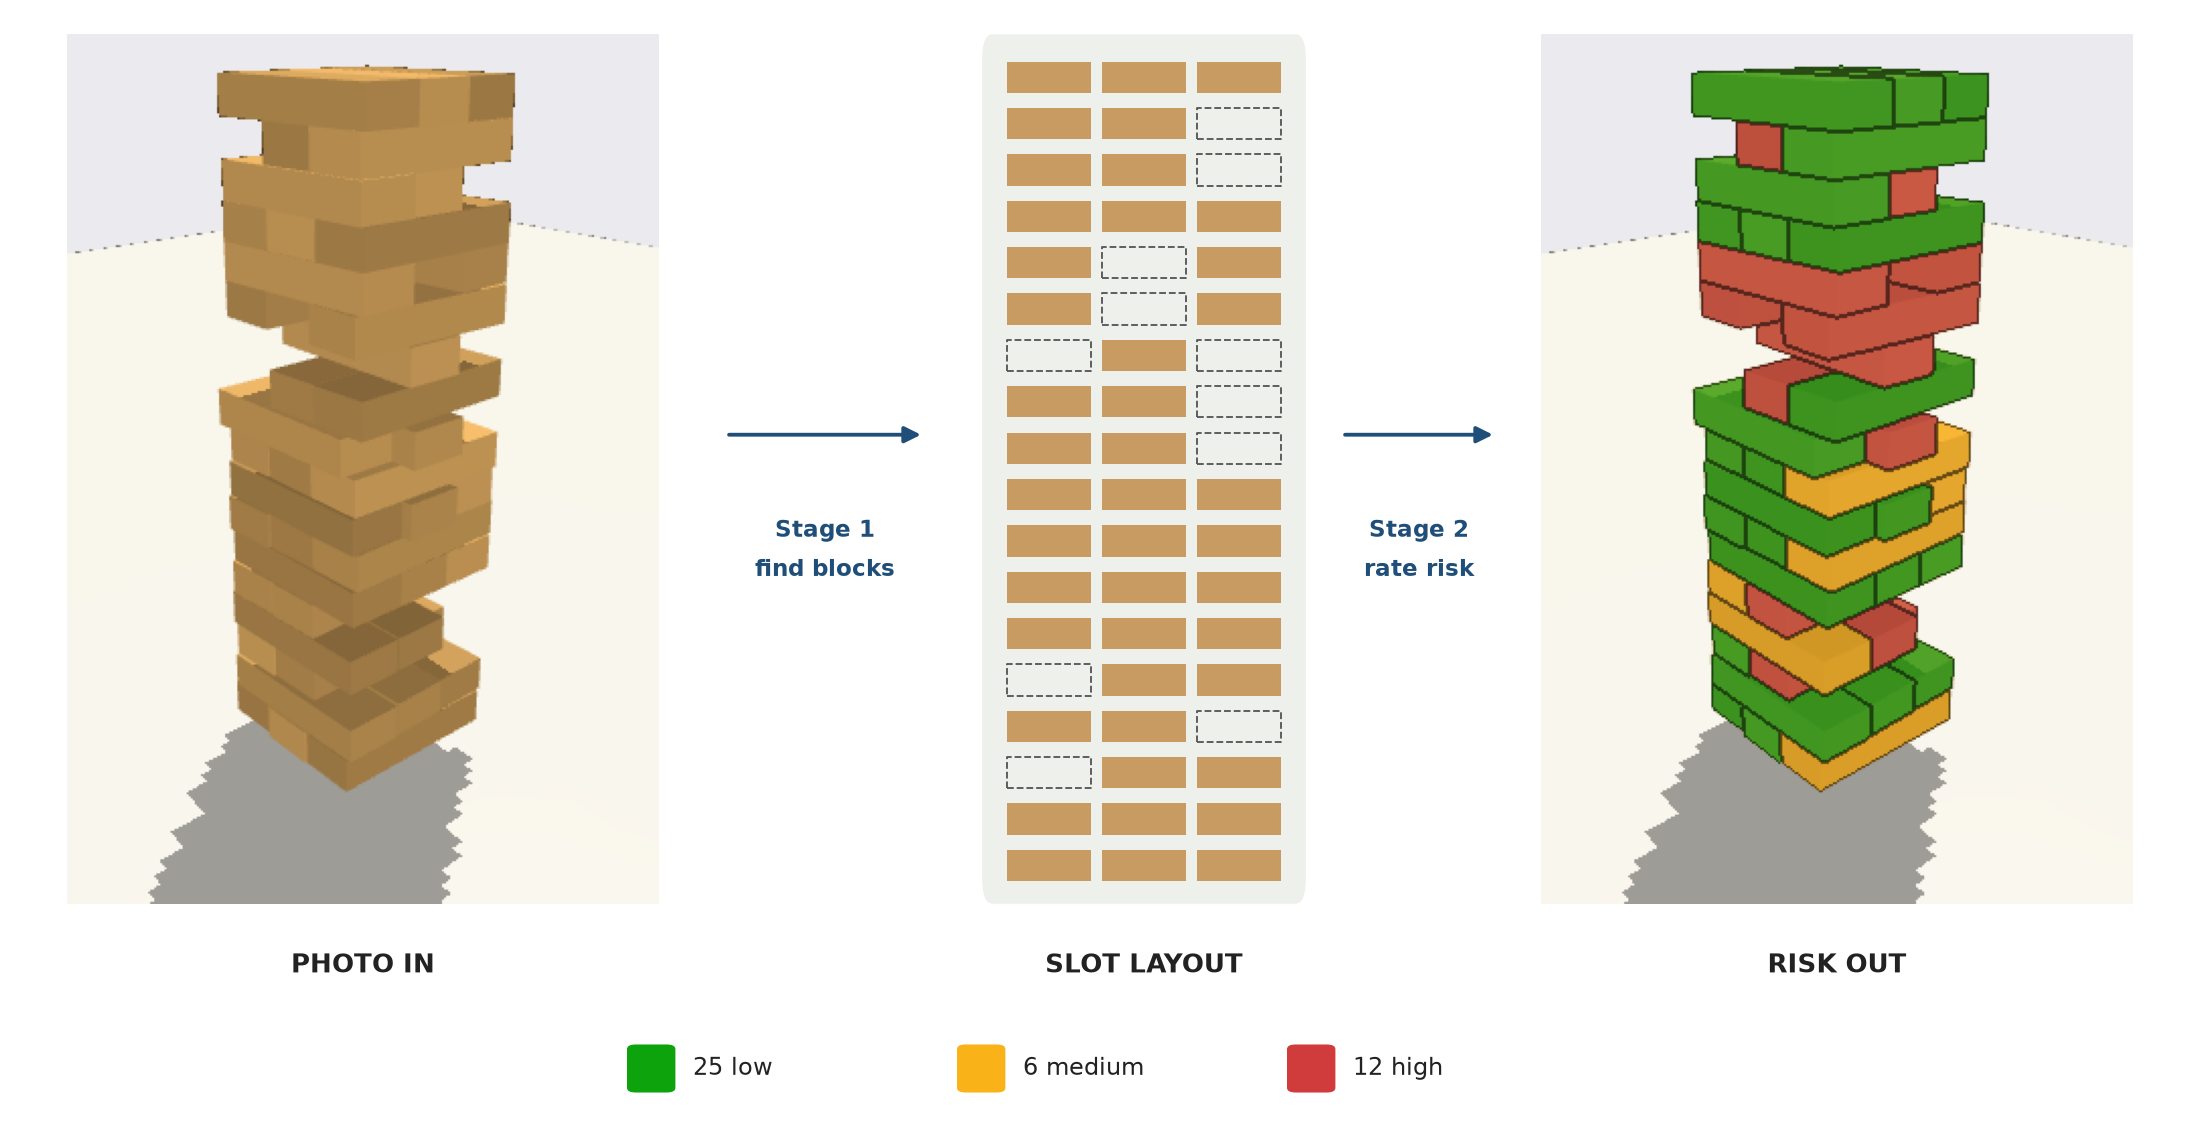 Stage 1
find blocks
Stage 2
rate risk
PHOTO IN
SLOT LAYOUT
RISK OUT
25 low
6 medium
12 high